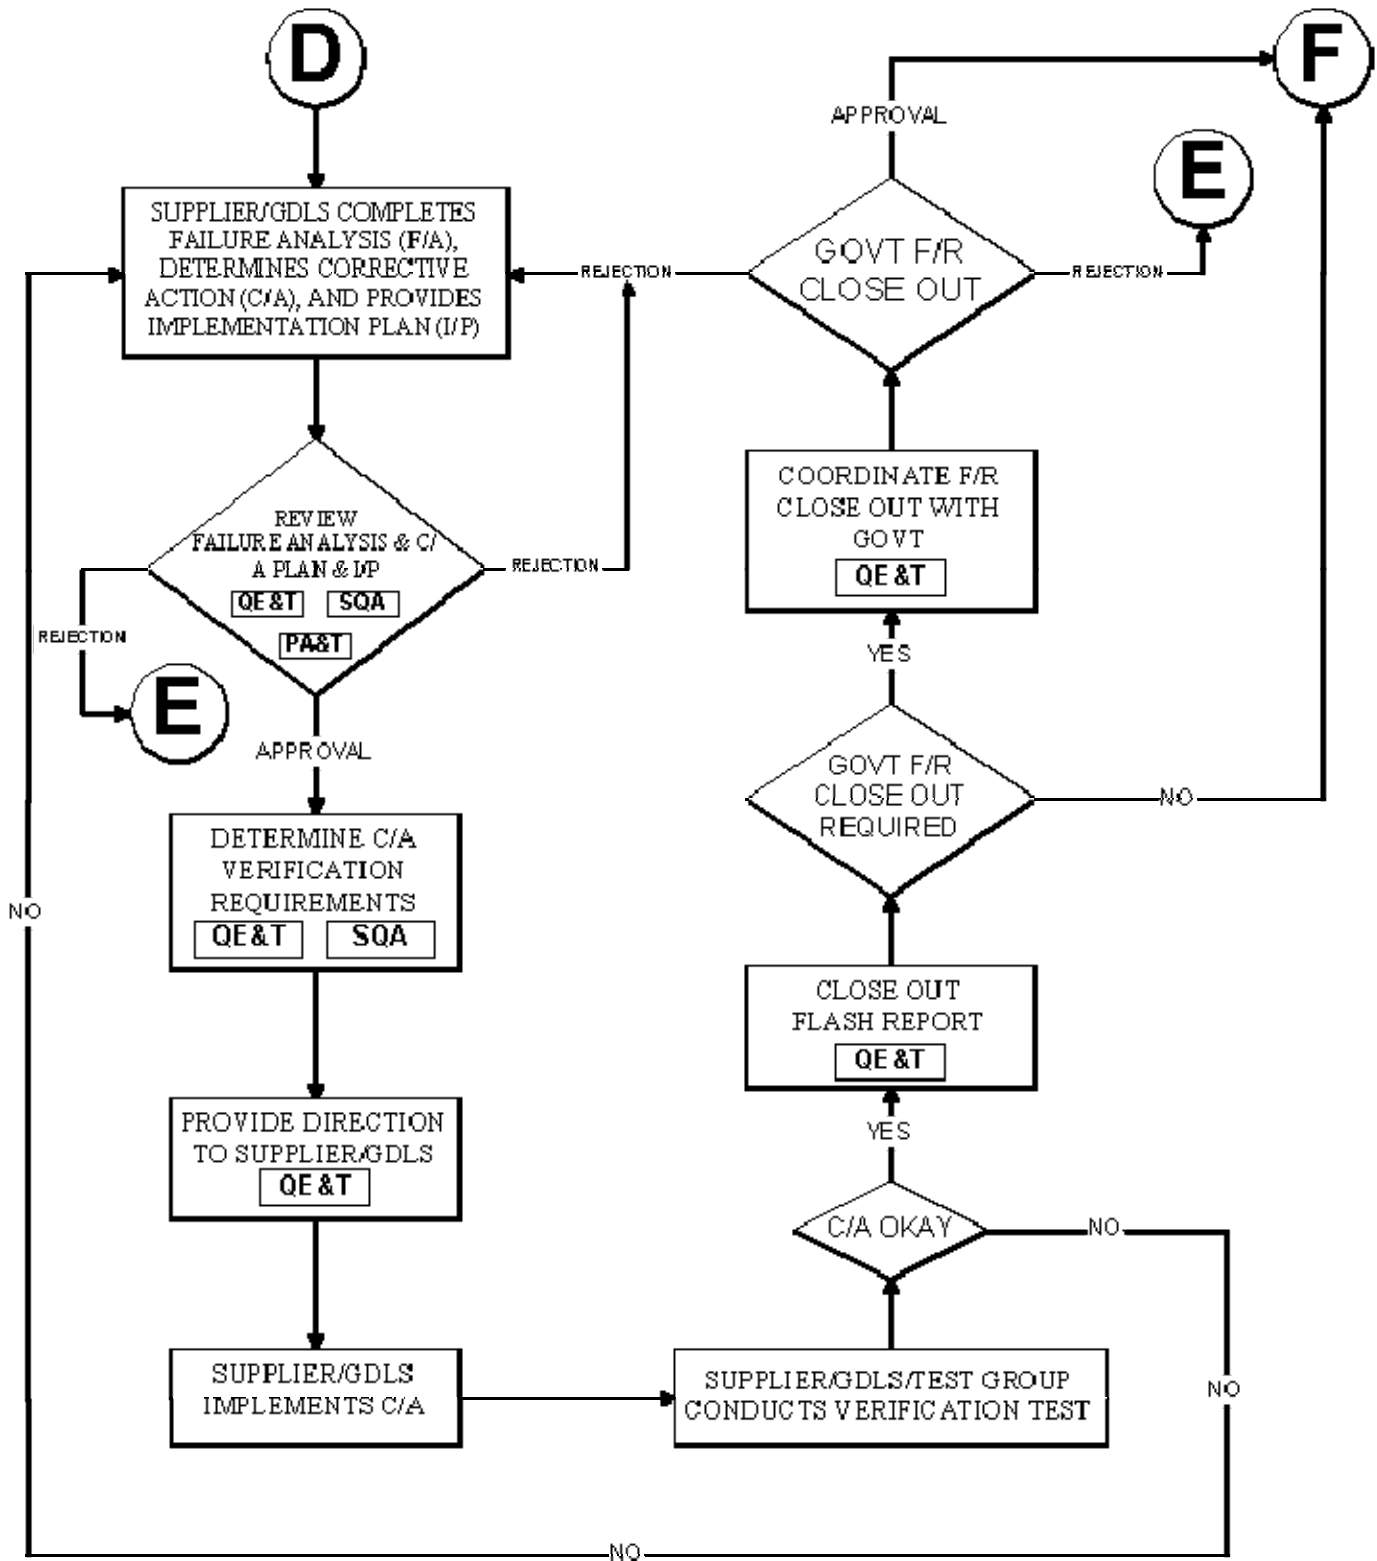 D
SUPPLIER/GDLS COMPLETES
FAILURE ANALYSIS (F/A),
DETERMINES CORRECTIVE
ACTION (C/A), AND PROVIDES
IMPLEMENTATION PLAN (I/P)
REVIEW
FAILURE ANALYSIS & C/
A PLAN & I/P
QE&T SQA
PA&T
REJECTION
REJECTION
E
APPROVAL
DETERMINE C/A
VERIFICATION
REQUIREMENTS
QE&T SQA
PROVIDE DIRECTION
TO SUPPLIER/GDLS
QE&T
SUPPLIER/GDLS
IMPLEMENTS C/A
SUPPLIER/GDLS/TEST GROUP
CONDUCTS VERIFICATION TEST
C/A OKAY
NO
NO
NO
NO
YES
CLOSE OUT
FLASH REPORT
QE&T
GOVT F/R
CLOSE OUT
REQUIRED
NO
YES
COORDINATE F/R
CLOSE OUT WITH
GOVT
QE&T
GOVT F/R
CLOSE OUT
REJECTION
REJECTION
E
APPROVAL
F